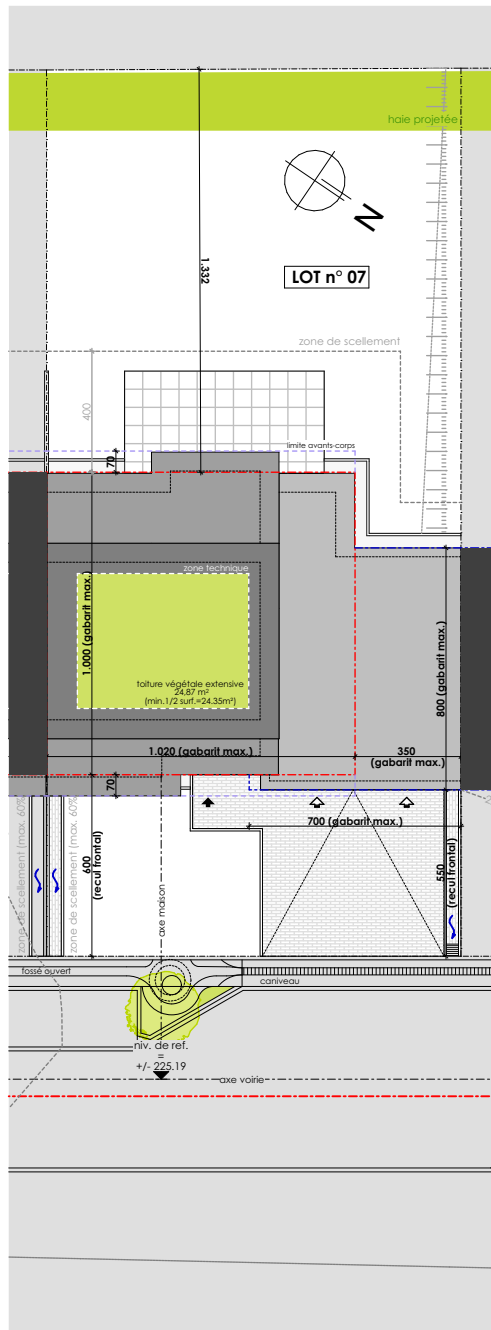 haie projetée
N
1.332
LOT n° 07
zone de scellement
400
limite avants-corps
70
zone technique
1.000 (gabarit max.)
toiture végétale extensive
24,87 m²
(min.1/2 surf.=24.35m²)
800 (gabarit max.)
1.020 (gabarit max.)
350
70
700 (gabarit max.)
zone de scellement (max. 60%)
zone de scellement (max. 60%)
600
(recul frontal)
axe maison
550
(recul frontal)
fossé ouvert
caniveau
niv. de ref.
=
+/- 225.19
axe voirie